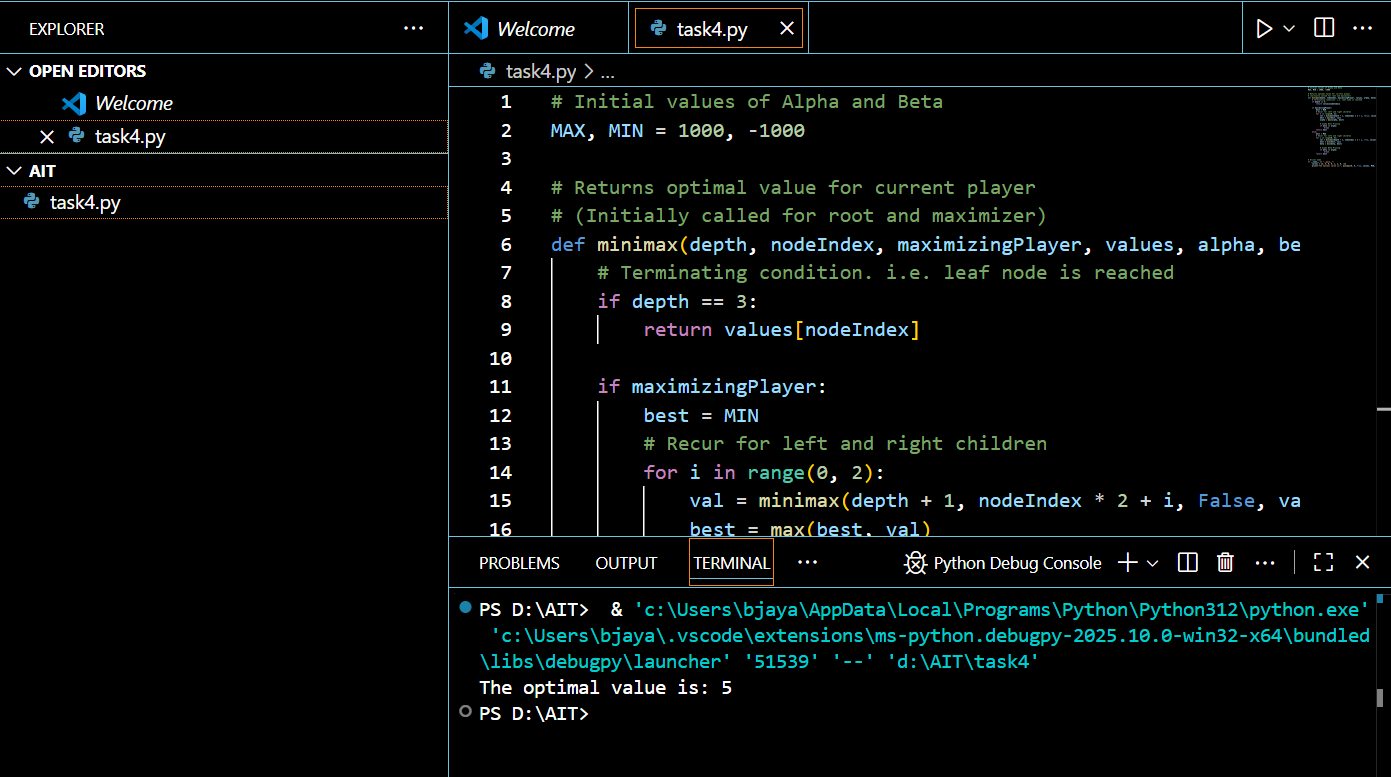 EXPLORER
OPEN EDITORS
Welcome
task4.py
AIT
task4.py
Welcome
task4.py
task4.py > ...
1 # Initial values of Alpha and Beta
2 MAX, MIN = 1000, -1000
3
4 # Returns optimal value for current player
5 # (Initially called for root and maximizer)
6 def minimax(depth, nodeIndex, maximizingPlayer, values, alpha, be
7 # Terminating condition. i.e. leaf node is reached
8 if depth == 3:
9 return values[nodeIndex]
10
11 if maximizingPlayer:
12 best = MIN
13 # Recur for left and right children
14 for i in range(0, 2):
15 val = minimax(depth + 1, nodeIndex * 2 + i, False, va
16 best = max(best, val)
PROBLEMS OUTPUT TERMINAL ... Python Debug Console
PS D:\AIT>  & 'c:\Users\bjaya\AppData\Local\Programs\Python\Python312\python.exe'
'c:\Users\bjaya\.vscode\extensions\ms-python.debugpy-2025.10.0-win32-x64\bundled
\libs\debugpy\launcher' '51539' '--' 'd:\AIT\task4'
The optimal value is: 5
PS D:\AIT>